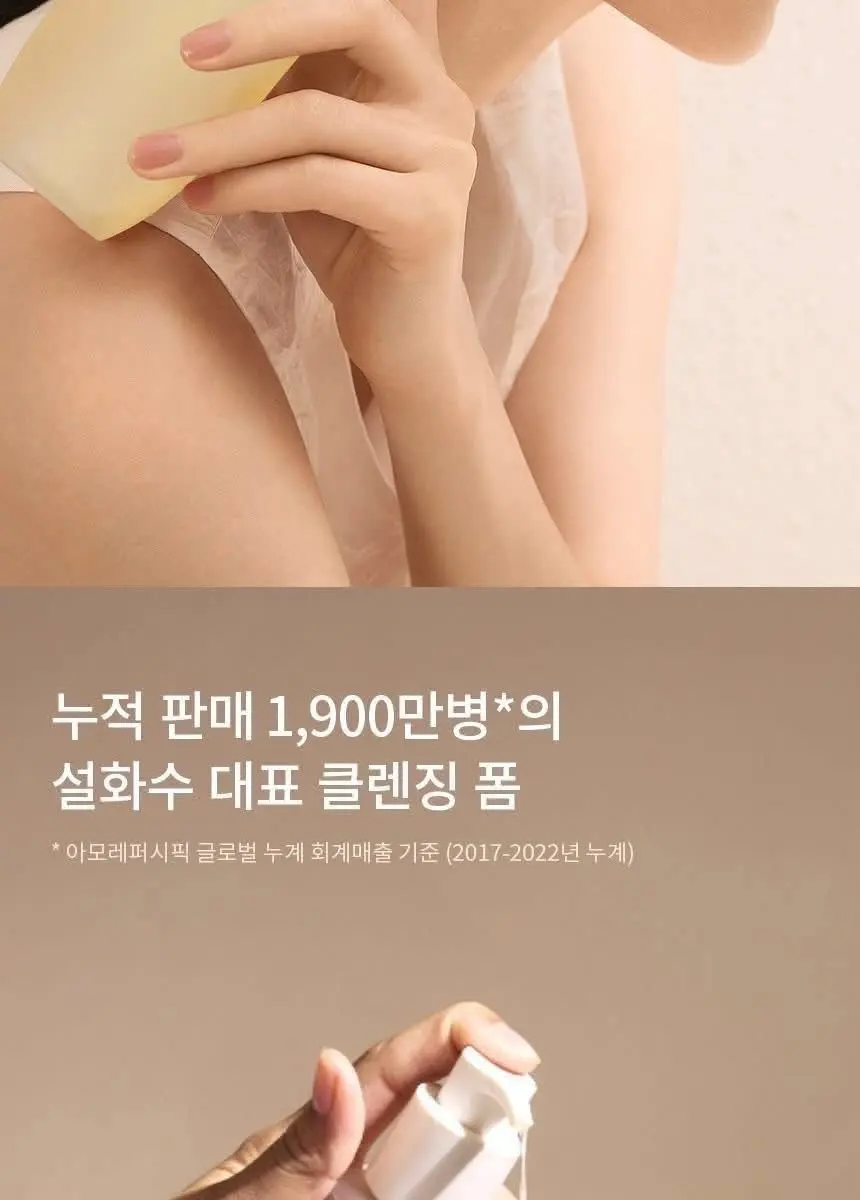 누적 판매 1,900만병*의
설화수 대표 클렌징 폼
* 아모레퍼시픽 글로벌 누계 회계매출 기준 (2017-2022년 누계)